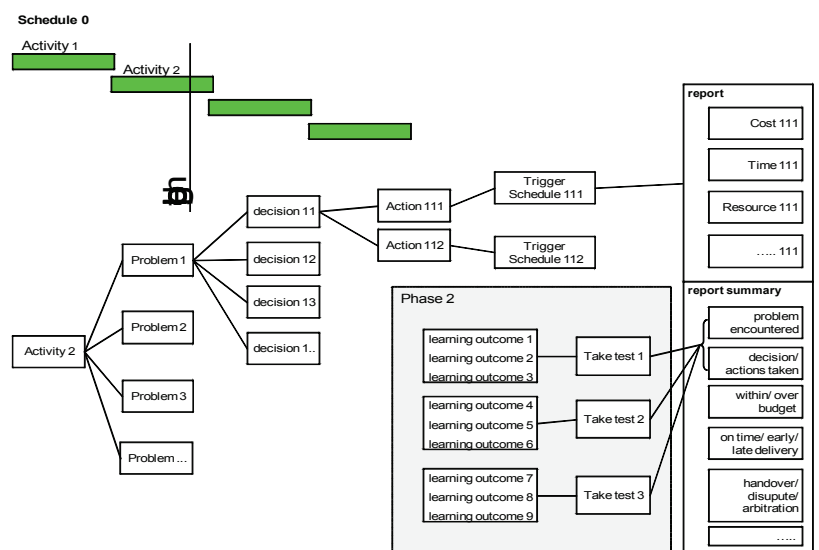 Schedule 0
Activity 1
Activity 2
report
Cost 111
Time 111
Resource 111
..... 111
Trigger
Schedule 111
Action 111
decision 11
Action 112
Trigger
Schedule 112
Problem 1
decision 12
decision 13
decision 1..
Activity 2
Problem 2
Problem 3
Problem ...
Phase 2
learning outcome 1
learning outcome 2
learning outcome 3
Take test 1
learning outcome 4
learning outcome 5
learning outcome 6
Take test 2
learning outcome 7
learning outcome 8
learning outcome 9
Take test 3
report summary
problem
encountered
decision/
actions taken
within/ over
budget
on time/ early/
late delivery
handover/
disupute/
arbitration
.....